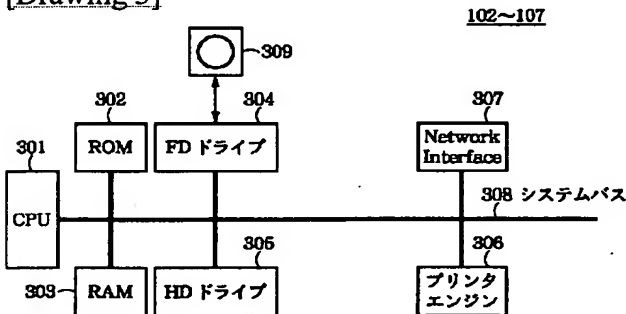 [Drawing 3]
102～107
309
302
304
307
301
ROM
FD ドライブ
Network
Interface
CPU
308 システムバス
305
306
303
RAM
HD ドライブ
プリンタ
エンジン